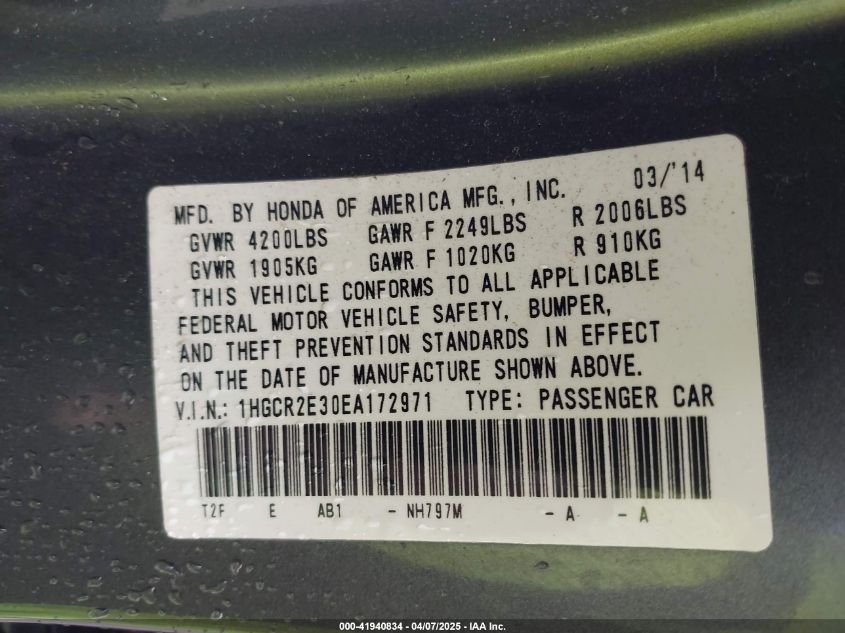 MFD. BY HONDA OF AMERICA MFG., INC. 03/'14
GVWR 4200LBS GAWR F 2249LBS R 2006LBS
GVWR 1905KG GAWR F 1020KG R 910KG
THIS VEHICLE CONFORMS TO ALL APPLICABLE
FEDERAL MOTOR VEHICLE SAFETY, BUMPER,
AND THEFT PREVENTION STANDARDS IN EFFECT
ON THE DATE OF MANUFACTURE SHOWN ABOVE.
V.I.N.: 1HGCR2E30EA172971 TYPE: PASSENGER CAR
T2F E AB1 - NH797M - A - A
000-41940834 - 04/07/2025 - IAA Inc.